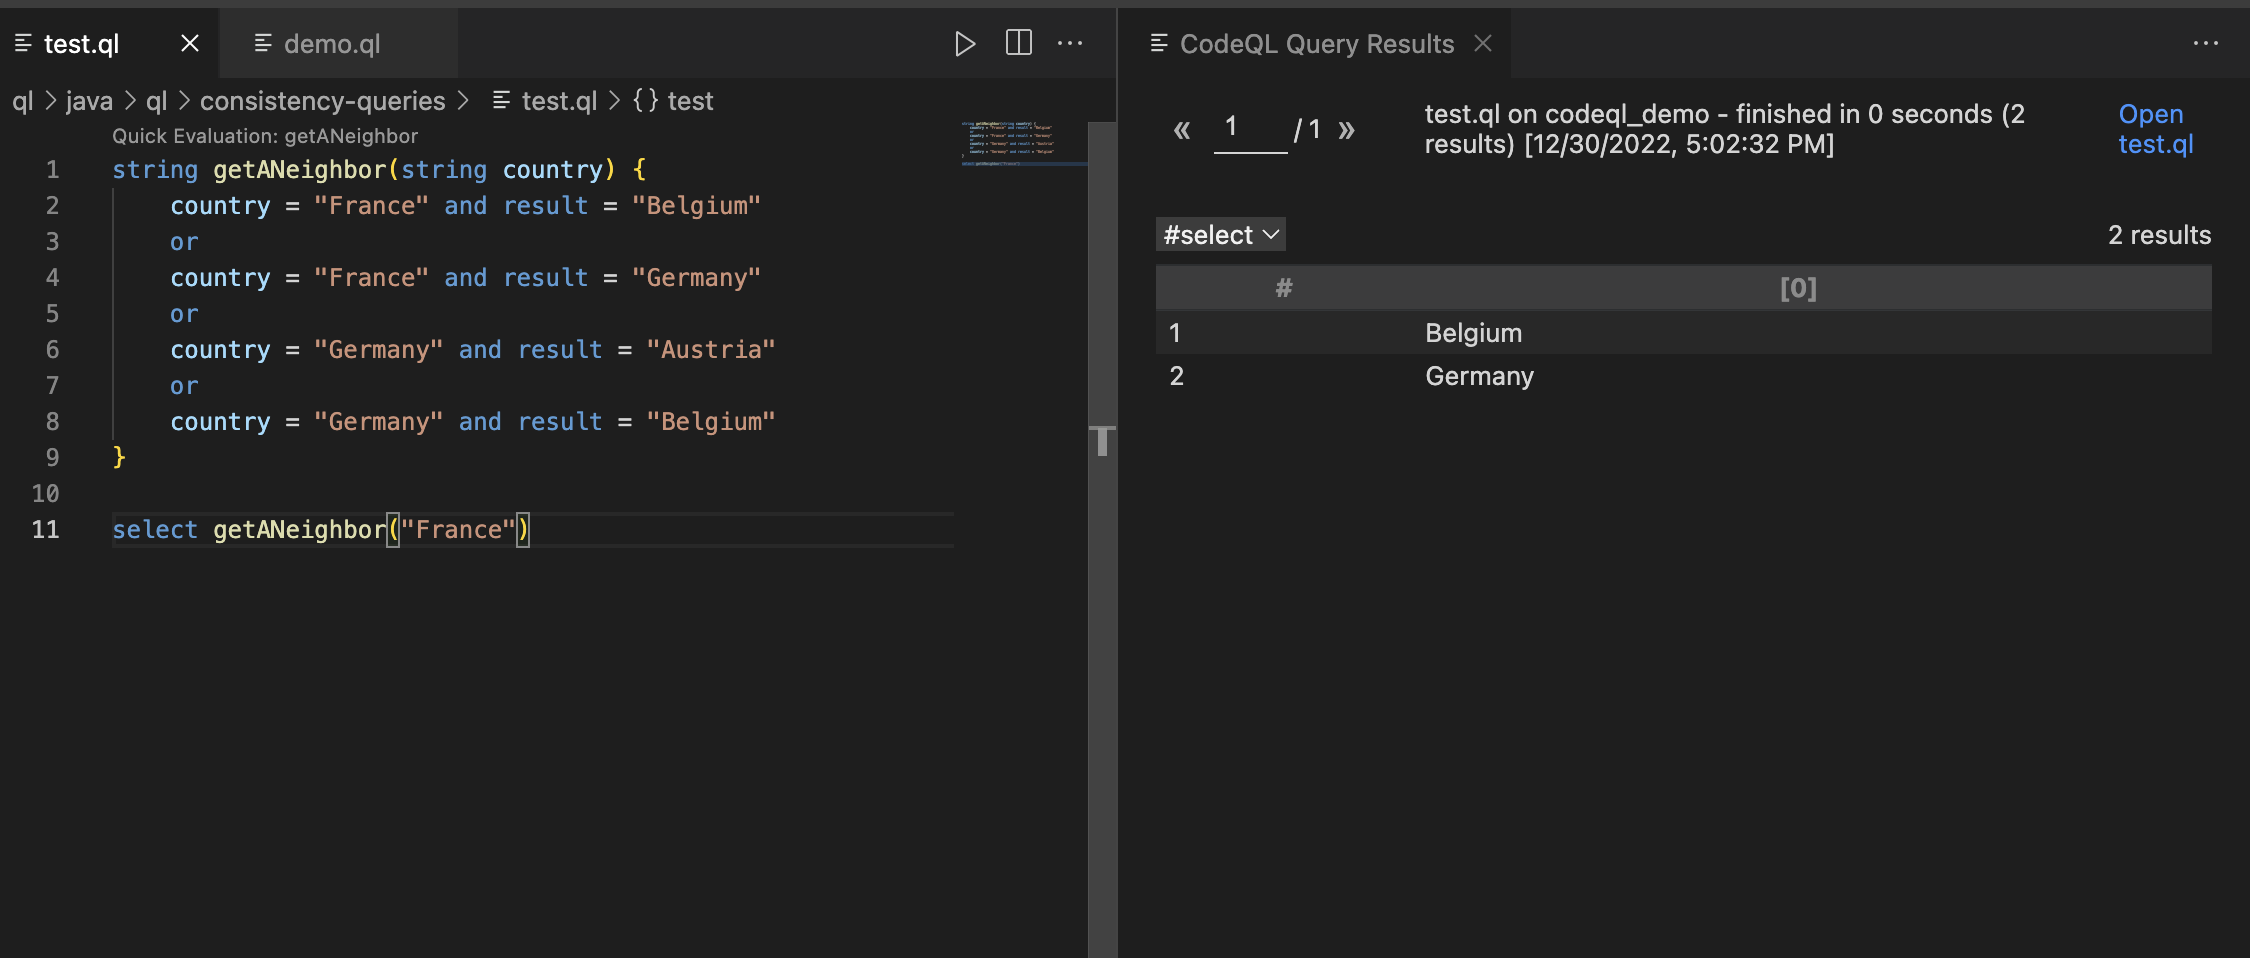 test.ql
demo.ql
ql > java > ql > consistency-queries > test.ql > {} test
Quick Evaluation: getANeighbor
1 string getANeighbor(string country) {
2     country = "France" and result = "Belgium"
3     or
4     country = "France" and result = "Germany"
5     or
6     country = "Germany" and result = "Austria"
7     or
8     country = "Germany" and result = "Belgium"
9 }
10
11 select getANeighbor("France")
CodeQL Query Results
« 1 / 1 »
test.ql on codeql_demo - finished in 0 seconds (2
results) [12/30/2022, 5:02:32 PM]
Open
test.ql
#select
2 results
# [0]
1 Belgium
2 Germany